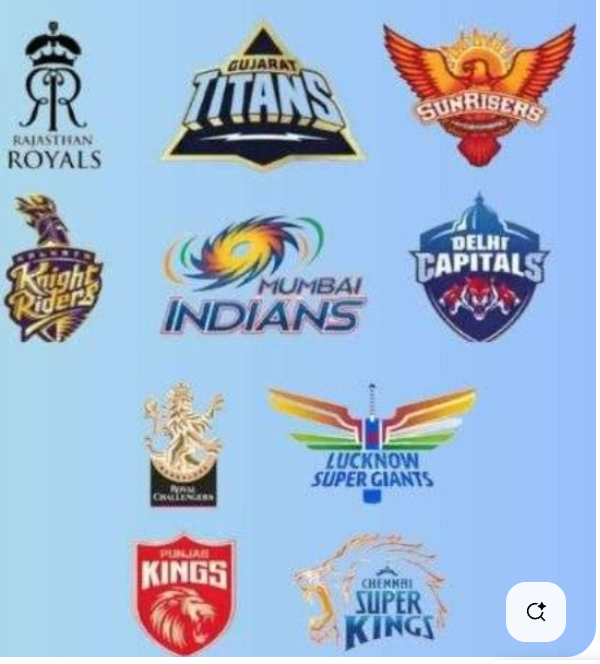 RAJASTHAN
ROYALS
GUJARAT
TITANS
SUNRISERS
KOLKATA
Knight
Riders
MUMBAI
INDIANS
DELHI
CAPITALS
ROYAL
CHALLENGERS
LUCKNOW
SUPER GIANTS
PUNJAB
KINGS
CHENNAI
SUPER
KINGS